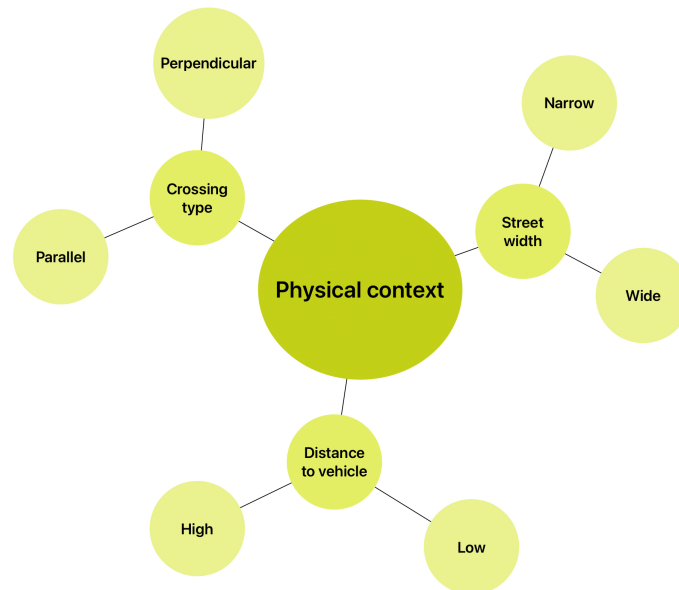 Perpendicular
Narrow
Crossing
type
Street
width
Parallel
Physical context
Wide
Distance
to vehicle
High
Low